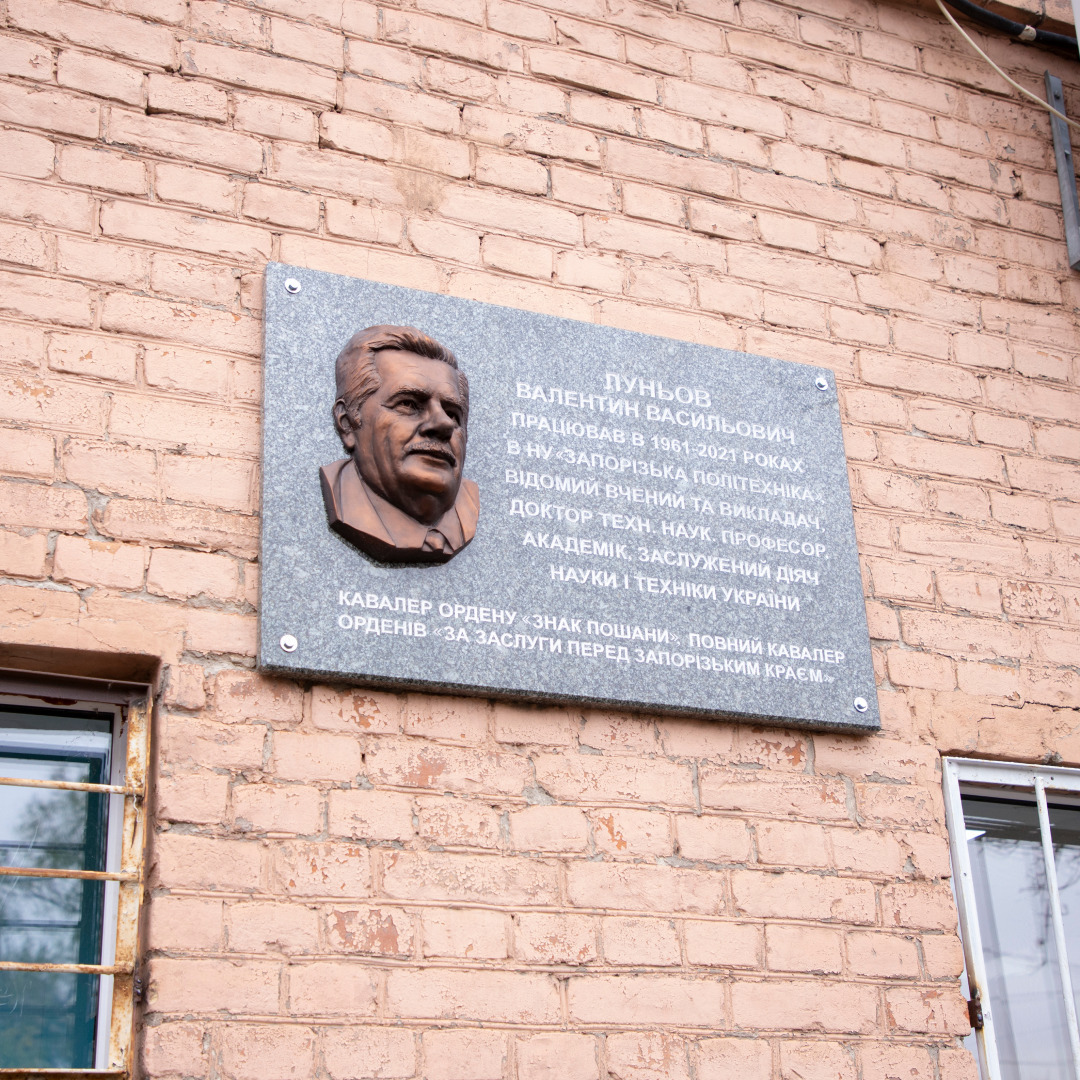 ЛУНЬОВ
ВАЛЕНТИН ВАСИЛЬОВИЧ
ПРАЦЮВАВ В 1961-2021 РОКАХ
В НУ «ЗАПОРІЗЬКА ПОЛІТЕХНІКА»
ВІДОМИЙ ВЧЕНИЙ ТА ВИКЛАДАЧ,
ДОКТОР ТЕХН. НАУК. ПРОФЕСОР.
АКАДЕМІК. ЗАСЛУЖЕНИЙ ДІЯЧ
НАУКИ І ТЕХНІКИ УКРАЇНИ
КАВАЛЕР ОРДЕНУ «ЗНАК ПОШАНИ». ПОВНИЙ КАВАЛЕР
ОРДЕНІВ «ЗА ЗАСЛУГИ ПЕРЕД ЗАПОРІЗЬКИМ КРАЄМ»